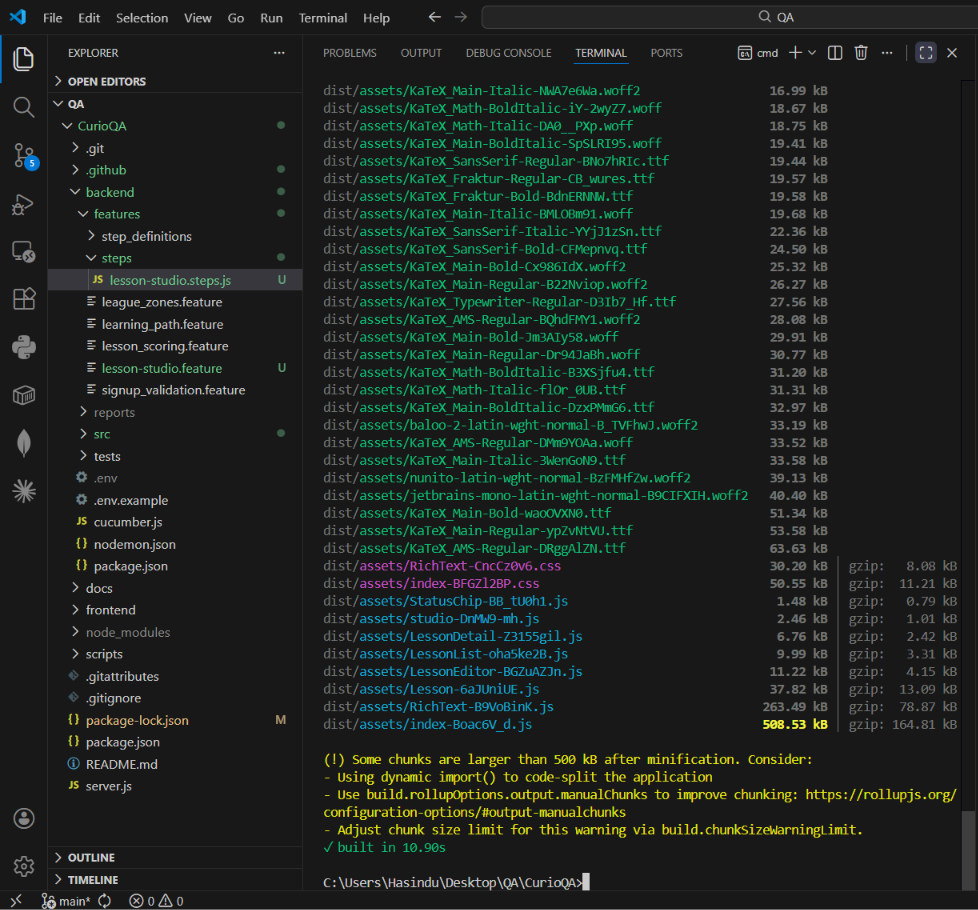 File Edit Selection View Go Run Terminal Help QA
EXPLORER
OPEN EDITORS
QA
CurioQA
.git
.github
backend
features
step_definitions
steps
JS lesson-studio.steps.js U
league_zones.feature
learning_path.feature
lesson_scoring.feature
lesson-studio.feature U
signup_validation.feature
reports
src
tests
.env
.env.example
JS cucumber.js
{} nodemon.json
{} package.json
docs
frontend
node_modules
scripts
.gitattributes
.gitignore
{} package-lock.json M
{} package.json
README.md
JS server.js
OUTLINE
TIMELINE
5
main* 0 0
PROBLEMS OUTPUT DEBUG CONSOLE TERMINAL PORTS cmd
dist/assets/KaTeX_Main-Italic-NWA7e6Wa.woff2 16.99 kB
dist/assets/KaTeX_Math-BoldItalic-iY-2wyZ7.woff 18.67 kB
dist/assets/KaTeX_Math-Italic-DA0__PXp.woff 18.75 kB
dist/assets/KaTeX_Main-BoldItalic-SpSLRI95.woff 19.41 kB
dist/assets/KaTeX_SansSerif-Regular-BNo7hRIc.ttf 19.44 kB
dist/assets/KaTeX_Fraktur-Regular-CB_wures.ttf 19.57 kB
dist/assets/KaTeX_Fraktur-Bold-BdnERNNW.ttf 19.58 kB
dist/assets/KaTeX_Main-Italic-BMLOBm91.woff 19.68 kB
dist/assets/KaTeX_SansSerif-Italic-YYjJ1zSn.ttf 22.36 kB
dist/assets/KaTeX_SansSerif-Bold-CFMepnvq.ttf 24.50 kB
dist/assets/KaTeX_Main-Bold-Cx986IdX.woff2 25.32 kB
dist/assets/KaTeX_Main-Regular-B22Nviop.woff2 26.27 kB
dist/assets/KaTeX_Typewriter-Regular-D3Ib7_Hf.ttf 27.56 kB
dist/assets/KaTeX_AMS-Regular-BQhdFMY1.woff2 28.08 kB
dist/assets/KaTeX_Main-Bold-Jm3AIy58.woff 29.91 kB
dist/assets/KaTeX_Main-Regular-Dr94JaBh.woff 30.77 kB
dist/assets/KaTeX_Math-BoldItalic-B3XSjfu4.ttf 31.20 kB
dist/assets/KaTeX_Math-Italic-flOr_0UB.ttf 31.31 kB
dist/assets/KaTeX_Main-BoldItalic-DzxPMmG6.ttf 32.97 kB
dist/assets/baloo-2-latin-wght-normal-B_TVFhwJ.woff2 33.19 kB
dist/assets/KaTeX_AMS-Regular-DMm9YOAa.woff 33.52 kB
dist/assets/KaTeX_Main-Italic-3WenGoN9.ttf 33.58 kB
dist/assets/nunito-latin-wght-normal-BzFMHfZw.woff2 39.13 kB
dist/assets/jetbrains-mono-latin-wght-normal-B9CIFXIH.woff2 40.40 kB
dist/assets/KaTeX_Main-Bold-waoOVXN0.ttf 51.34 kB
dist/assets/KaTeX_Main-Regular-ypZvNtVU.ttf 53.58 kB
dist/assets/KaTeX_AMS-Regular-DRggAlZN.ttf 63.63 kB
dist/assets/RichText-CncCz0v6.css 30.20 kB │ gzip: 8.08 kB
dist/assets/index-BFGZl2BP.css 50.55 kB │ gzip: 11.21 kB
dist/assets/StatusChip-BB_tU0h1.js 1.48 kB │ gzip: 0.79 kB
dist/assets/studio-DnMW9-mh.js 2.46 kB │ gzip: 1.01 kB
dist/assets/LessonDetail-Z3155gil.js 6.76 kB │ gzip: 2.42 kB
dist/assets/LessonList-oha5ke2B.js 9.99 kB │ gzip: 3.31 kB
dist/assets/LessonEditor-BGZuAZJn.js 11.22 kB │ gzip: 4.15 kB
dist/assets/Lesson-6aJUniUE.js 37.82 kB │ gzip: 13.09 kB
dist/assets/RichText-B9VoBinK.js 263.49 kB │ gzip: 78.87 kB
dist/assets/index-Boac6V_d.js 508.53 kB │ gzip: 164.81 kB
(!) Some chunks are larger than 500 kB after minification. Consider:
- Using dynamic import() to code-split the application
- Use build.rollupOptions.output.manualChunks to improve chunking: https://rollupjs.org/
configuration-options/#output-manualchunks
- Adjust chunk size limit for this warning via build.chunkSizeWarningLimit.
✓ built in 10.90s
C:\Users\Hasindu\Desktop\QA\CurioQA>